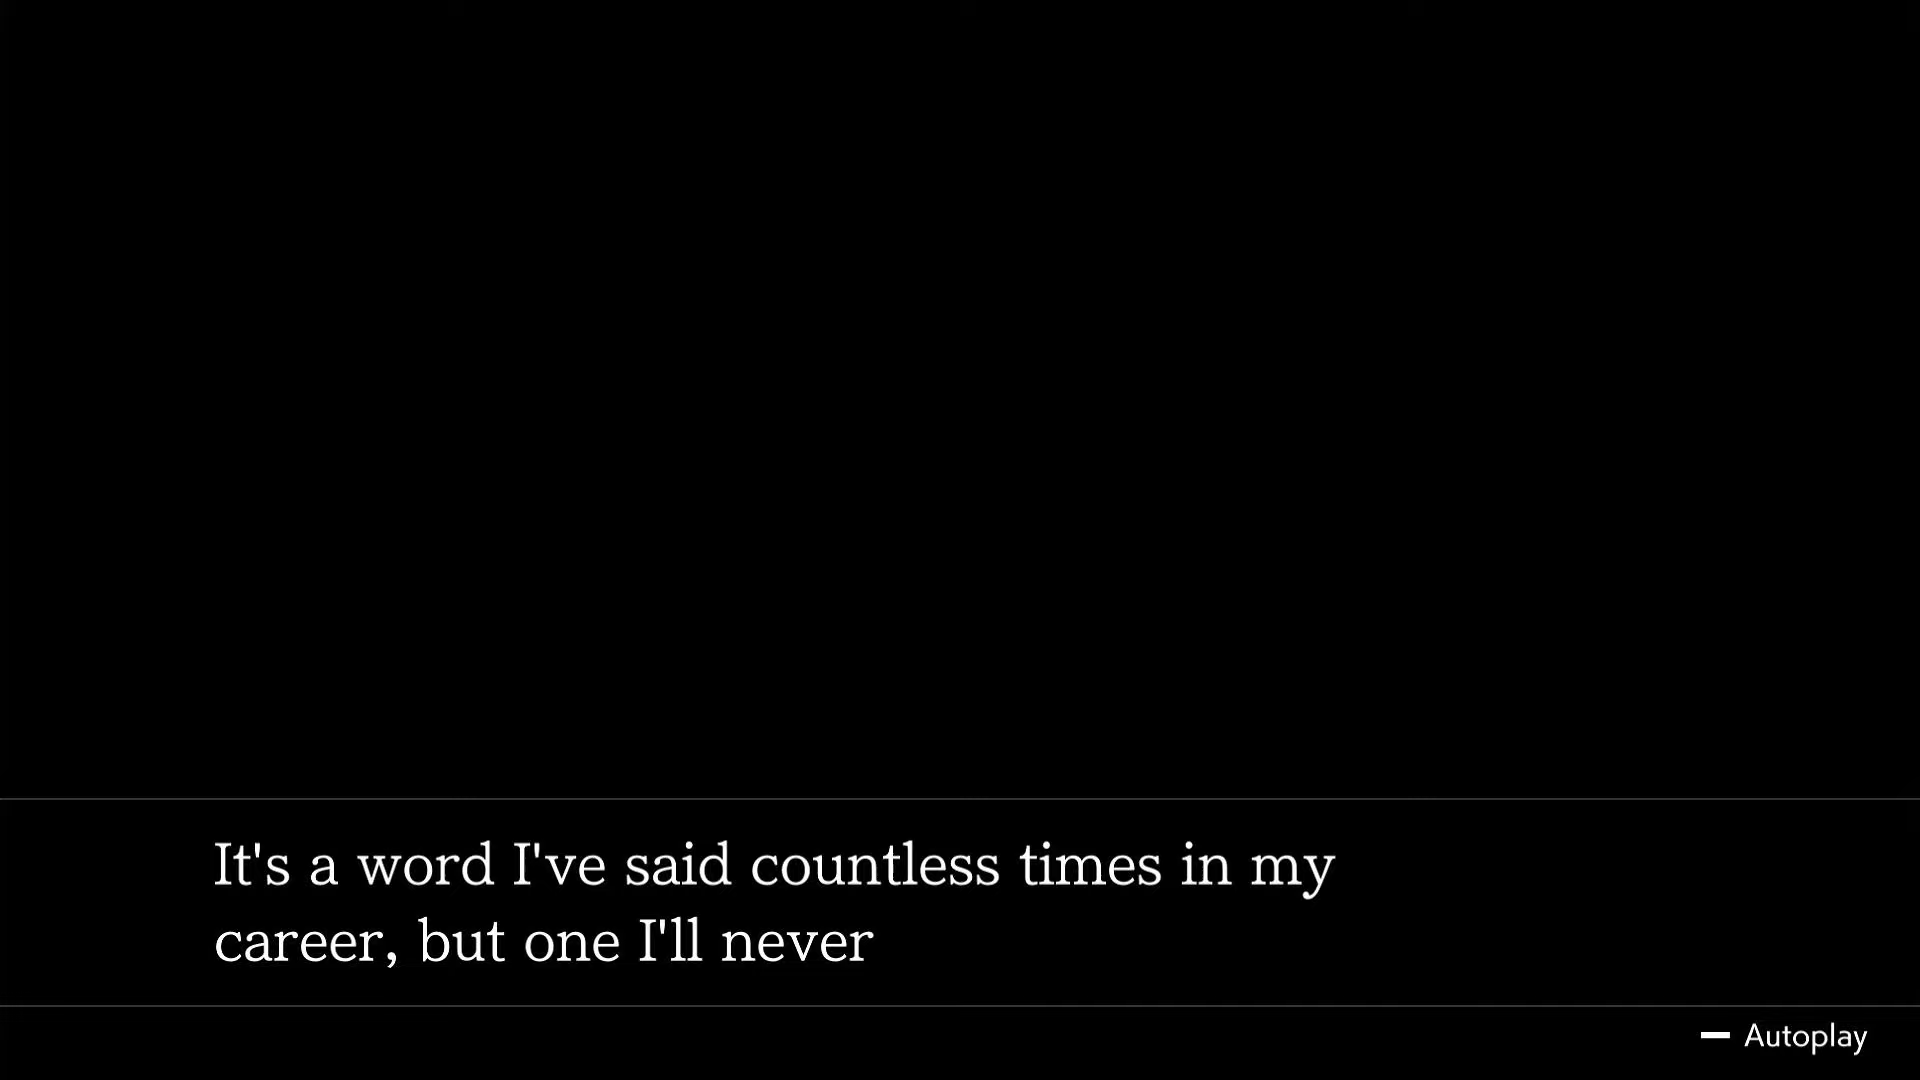 It's a word I've said countless times in my
career, but one I'll never
Autoplay